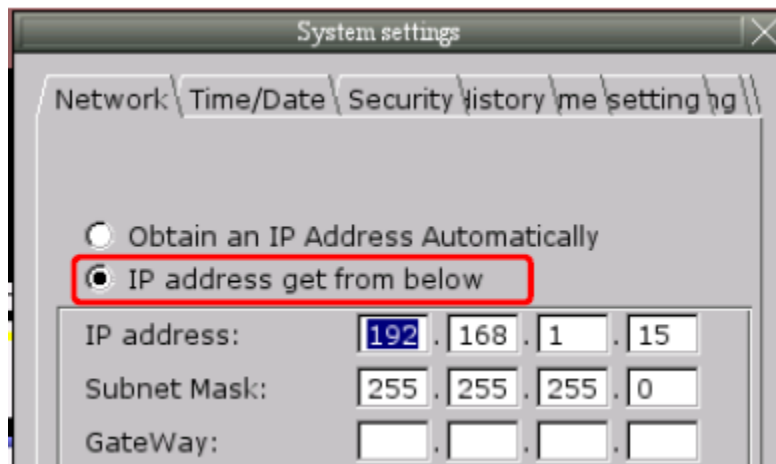 System settings
Network Time/Date Security istory me setting ng
Obtain an IP Address Automatically
IP address get from below
IP address: 192 . 168 . 1 . 15
Subnet Mask: 255 . 255 . 255 . 0
GateWay: . . .